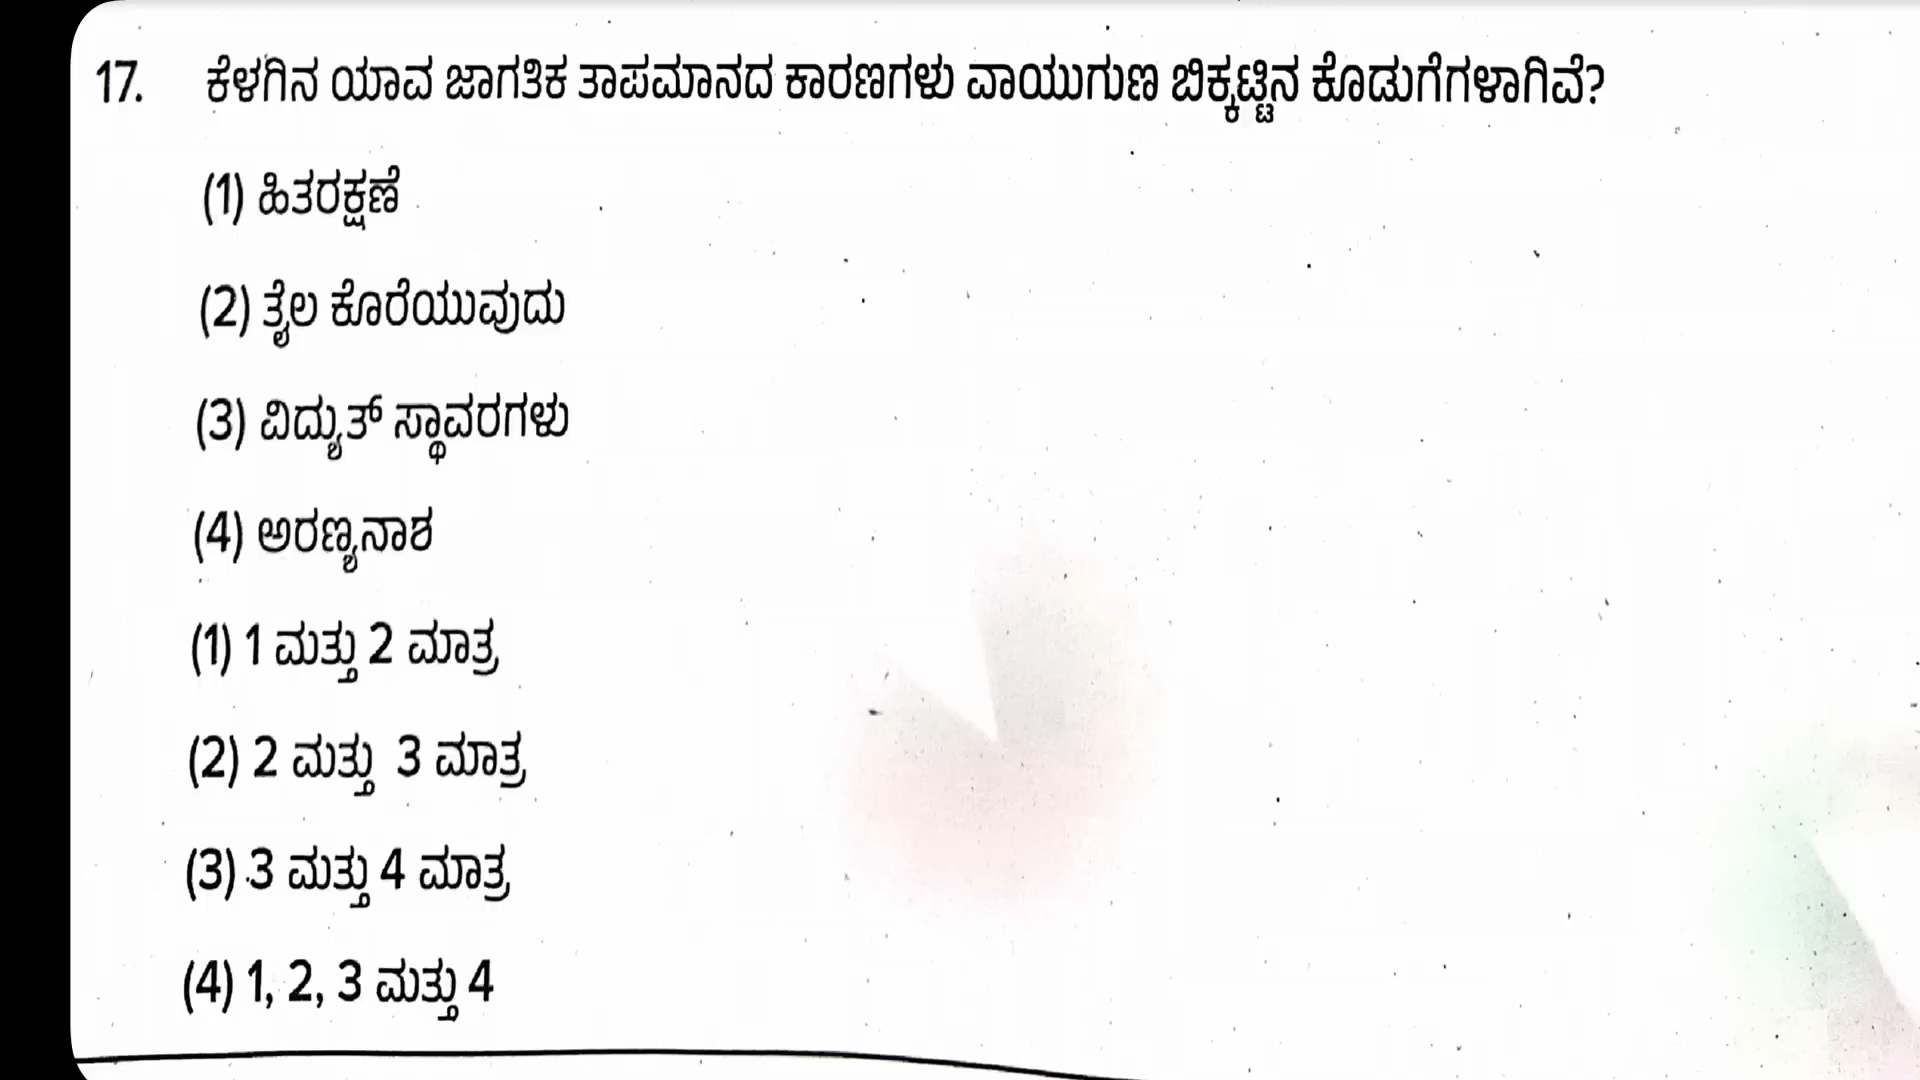 17. ಕೆಳಗಿನ ಯಾವ ಜಾಗತಿಕ ತಾಪಮಾನದ ಕಾರಣಗಳು ವಾಯುಗುಣ ಬಿಕ್ಕಟ್ಟಿನ ಕೊಡುಗೆಗಳಾಗಿವೆ?
(1) ಹಿತರಕ್ಷಣೆ
(2) ತೈಲ ಕೊರೆಯುವುದು
(3) ವಿದ್ಯುತ್ ಸ್ಥಾವರಗಳು
(4) ಅರಣ್ಯನಾಶ
(1) 1 ಮತ್ತು 2 ಮಾತ್ರ
(2) 2 ಮತ್ತು 3 ಮಾತ್ರ
(3) 3 ಮತ್ತು 4 ಮಾತ್ರ
(4) 1, 2, 3 ಮತ್ತು 4